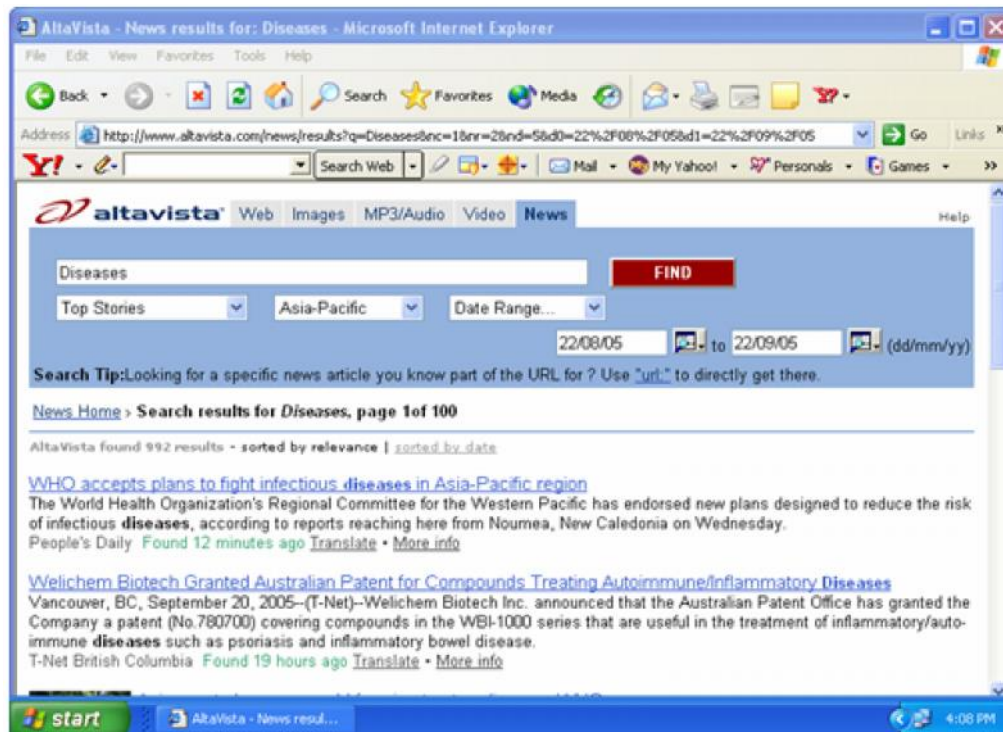 AltaVista - News results for: Diseases - Microsoft Internet Explorer
File Edit View Favorites Tools Help
Back Search Favorites Media
Address http://www.altavista.com/news/results?q=Diseases&nc=1&nr=2&nd=5&d0=22%2F08%2F05&d1=22%2F09%2F05 Go Links »
Y! Search Web Mail My Yahoo! Personals Games »
altavista Web Images MP3/Audio Video News Help
Diseases FIND
Top Stories Asia-Pacific Date Range...
22/08/05 to 22/09/05 (dd/mm/yy)
Search Tip:Looking for a specific news article you know part of the URL for ? Use "url:" to directly get there.
News Home > Search results for Diseases, page 1of 100
AltaVista found 992 results - sorted by relevance | sorted by date
WHO accepts plans to fight infectious diseases in Asia-Pacific region
The World Health Organization's Regional Committee for the Western Pacific has endorsed new plans designed to reduce the risk
of infectious diseases, according to reports reaching here from Noumea, New Caledonia on Wednesday.
People's Daily Found 12 minutes ago Translate • More info
Welichem Biotech Granted Australian Patent for Compounds Treating Autoimmune/Inflammatory Diseases
Vancouver, BC, September 20, 2005--(T-Net)--Welichem Biotech Inc. announced that the Australian Patent Office has granted the
Company a patent (No.780700) covering compounds in the WBI-1000 series that are useful in the treatment of inflammatory/auto-
immune diseases such as psoriasis and inflammatory bowel disease.
T-Net British Columbia Found 19 hours ago Translate • More info
start AltaVista - News resul... 4:08 PM